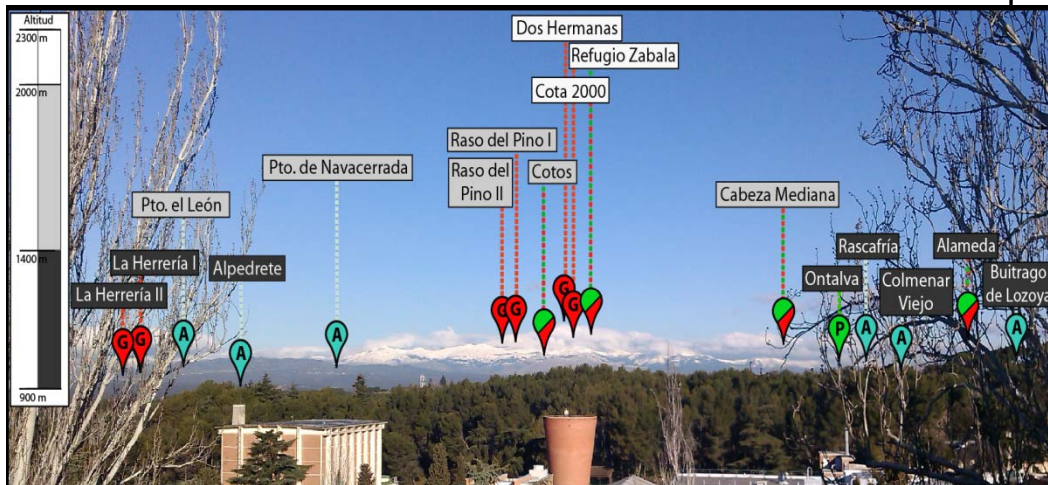 Altitud
2300 m
2000 m
1400 m
900 m
Dos Hermanas
Refugio Zabala
Cota 2000
Raso del Pino I
Raso del
Pino II
Cotos
Pto. de Navacerrada
Pto. el León
Cabeza Mediana
La Herrería I
La Herrería II
Alpedrete
Rascafría
Ontalva
Colmenar
Viejo
Alameda
Buitrago
de Lozoya
G
G
A
A
A
G
G
G
G
P
A
A
A